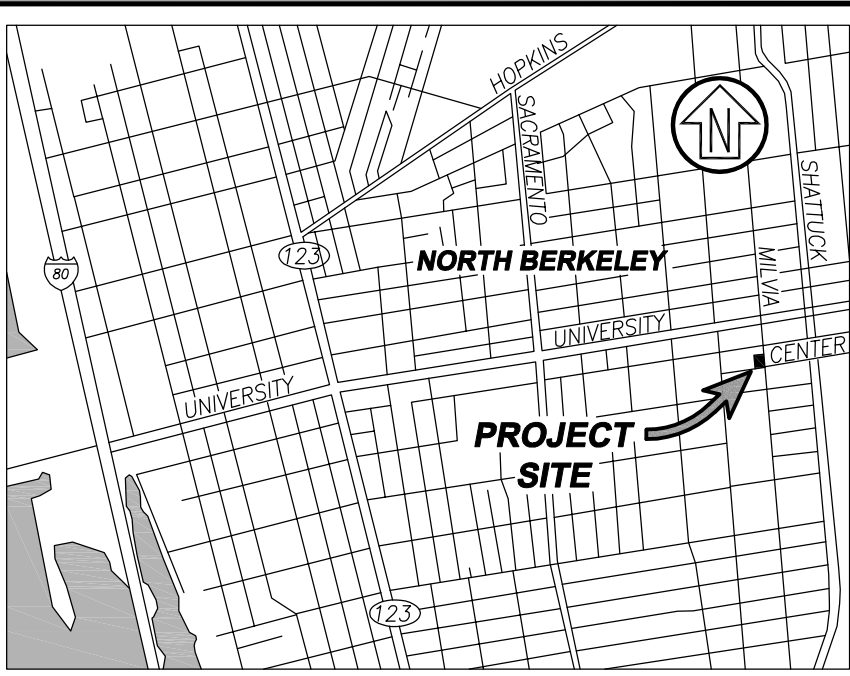 HOPKINS
SACRAMENTO
N
SHATTUCK
123
NORTH BERKELEY
MILVIA
80
UNIVERSITY
CENTER
UNIVERSITY
PROJECT
SITE
123